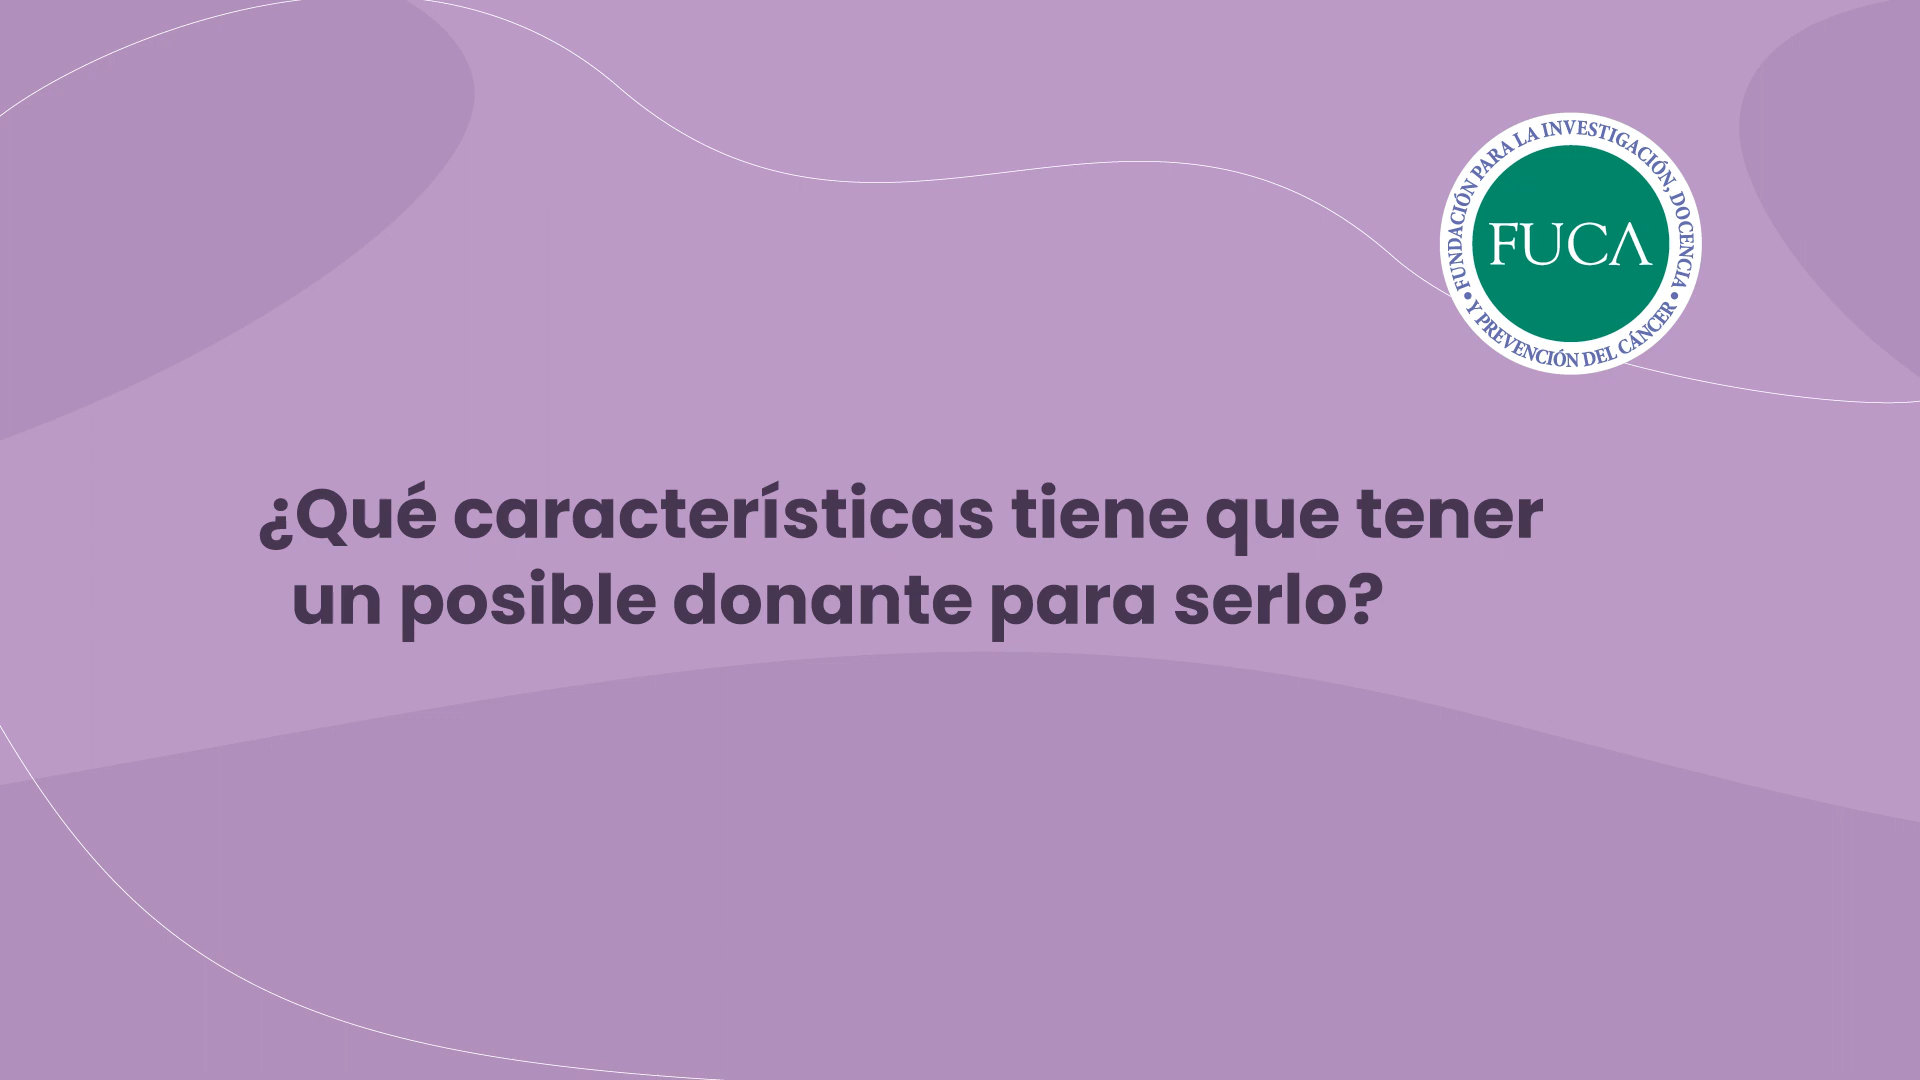 FUNDACIÓN PARA LA INVESTIGACIÓN, DOCENCIA
Y PREVENCIÓN DEL CÁNCER
FUCA
¿Qué características tiene que tener
un posible donante para serlo?